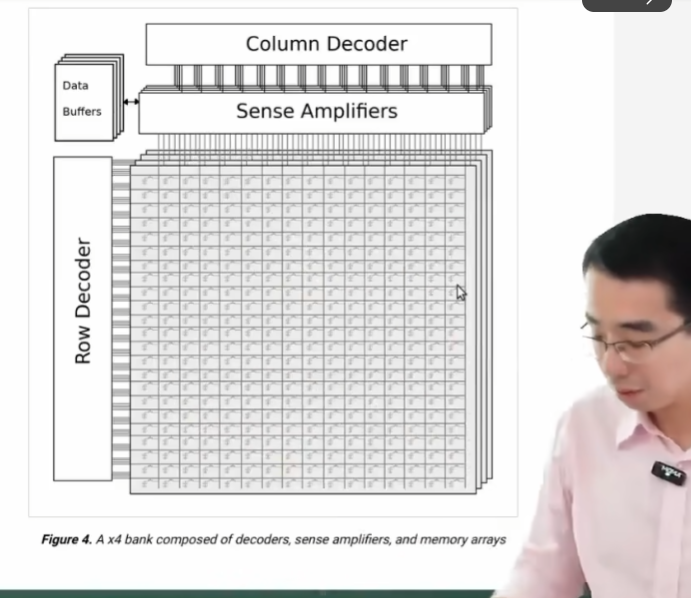 Column Decoder
Data
Buffers
Sense Amplifiers
Row Decoder
Figure 4. A x4 bank composed of decoders, sense amplifiers, and memory arrays